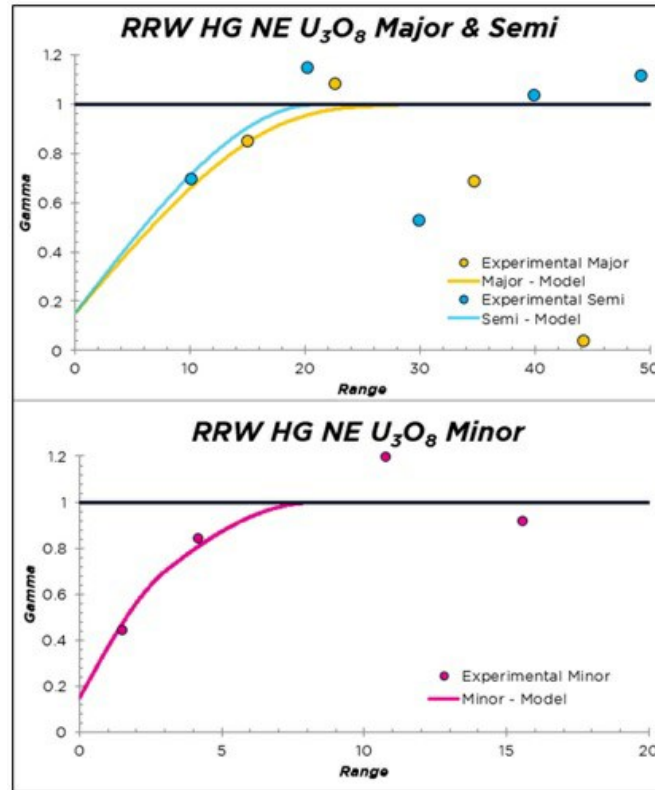 RRW HG NE U₃O₈ Major & Semi
1.2
1
0.8
0.6
0.4
0.2
0
Gamma
0 10 20 30 40 50
Range
Experimental Major
Major - Model
Experimental Semi
Semi - Model
RRW HG NE U₃O₈ Minor
1.2
1
0.8
0.6
0.4
0.2
0
Gamma
0 5 10 15 20
Range
Experimental Minor
Minor - Model